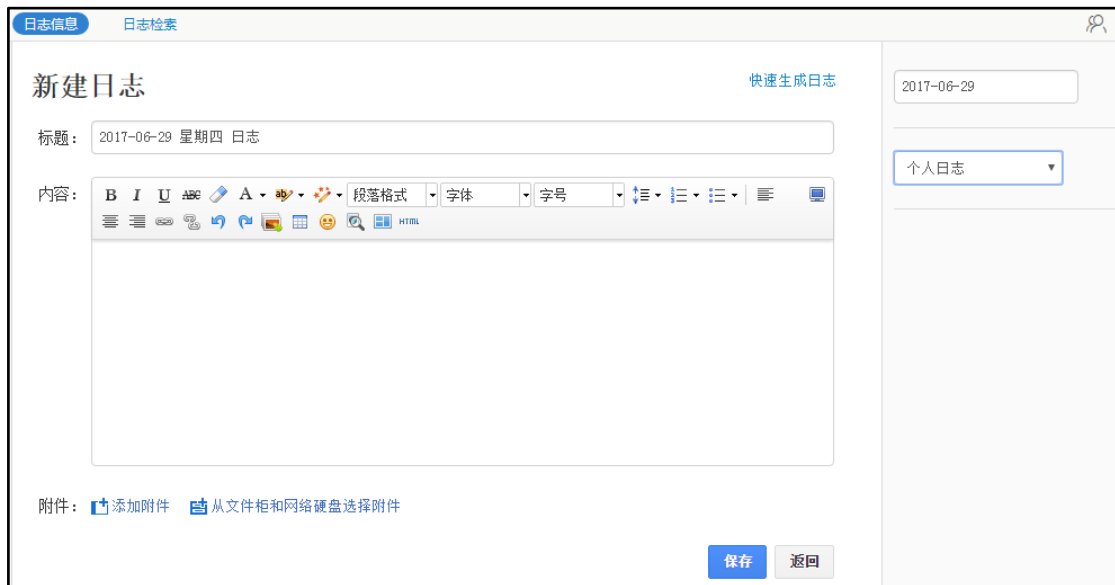 日志信息 日志检索
新建日志 快速生成日志
2017-06-29
标题: 2017-06-29 星期四 日志
个人日志
内容: B I U ABC A ab 段落格式 字体 字号
HTML
附件: 添加附件 从文件柜和网络硬盘选择附件
保存 返回